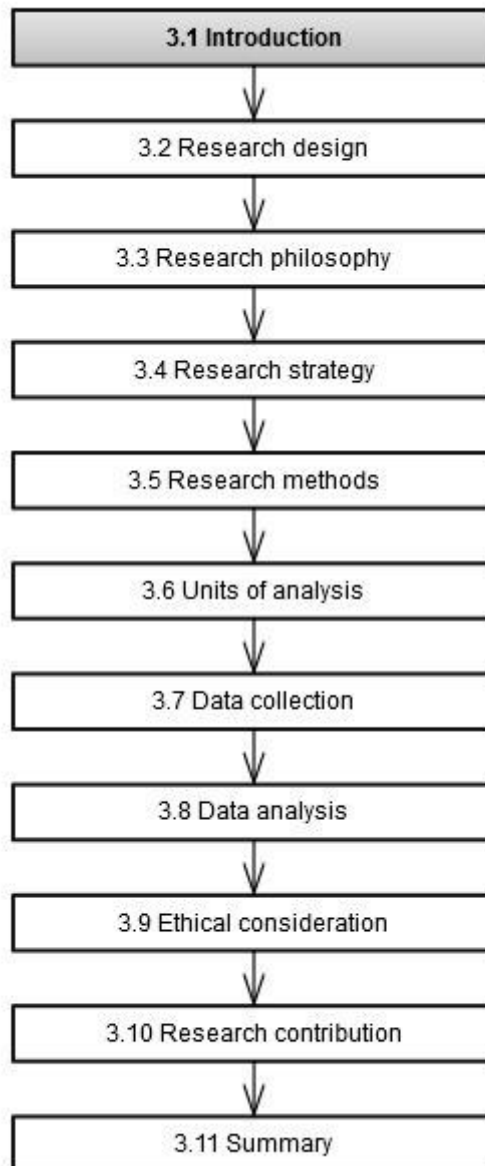 3.1 Introduction
3.2 Research design
3.3 Research philosophy
3.4 Research strategy
3.5 Research methods
3.6 Units of analysis
3.7 Data collection
3.8 Data analysis
3.9 Ethical consideration
3.10 Research contribution
3.11 Summary